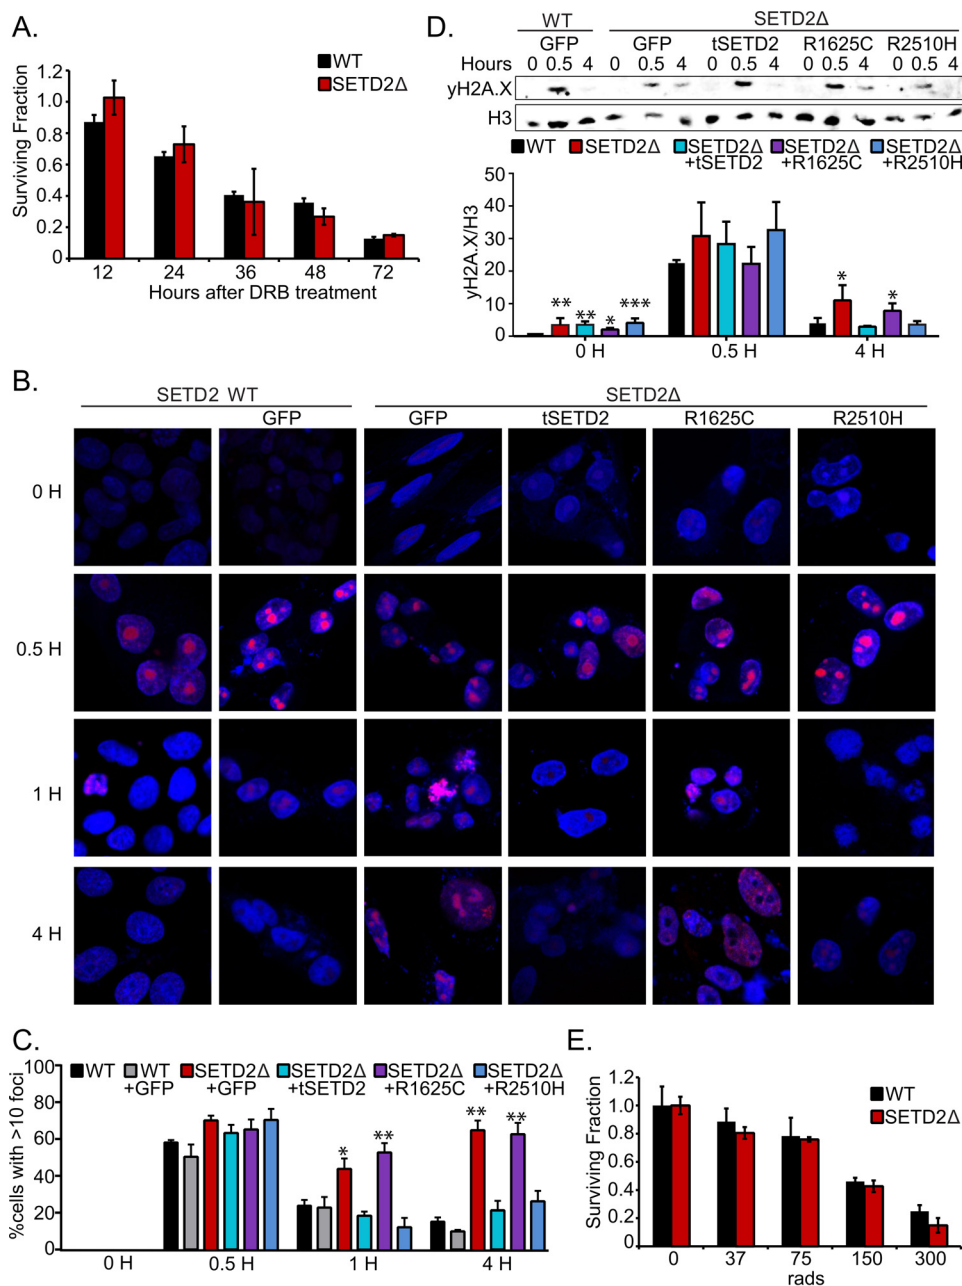 A.
WT
SETD2Δ
Surviving Fraction
1.2
1.0
0.8
0.6
0.4
0.2
0
12 24 36 48 72
Hours after DRB treatment
D.
WT SETD2Δ
GFP GFP tSETD2 R1625C R2510H
Hours 0 0.5 4 0 0.5 4 0 0.5 4 0 0.5 4 0 0.5 4
yH2A.X
H3
WT SETD2Δ SETD2Δ SETD2Δ SETD2Δ
+tSETD2 +R1625C +R2510H
yH2A.X/H3
50
40
30
20
10
0
** ** * ***
* *
0 H 0.5 H 4 H
B.
SETD2 WT SETD2Δ
GFP GFP tSETD2 R1625C R2510H
0 H
0.5 H
1 H
4 H
C.
WT WT SETD2Δ SETD2Δ SETD2Δ SETD2Δ
+GFP +GFP +tSETD2 +R1625C +R2510H
%cells with >10 foci
100
80
60
40
20
0
* **
** **
0 H 0.5 H 1 H 4 H
E.
WT
SETD2Δ
Surviving Fraction
1.2
1.0
0.8
0.6
0.4
0.2
0
0 37 75 150 300
rads